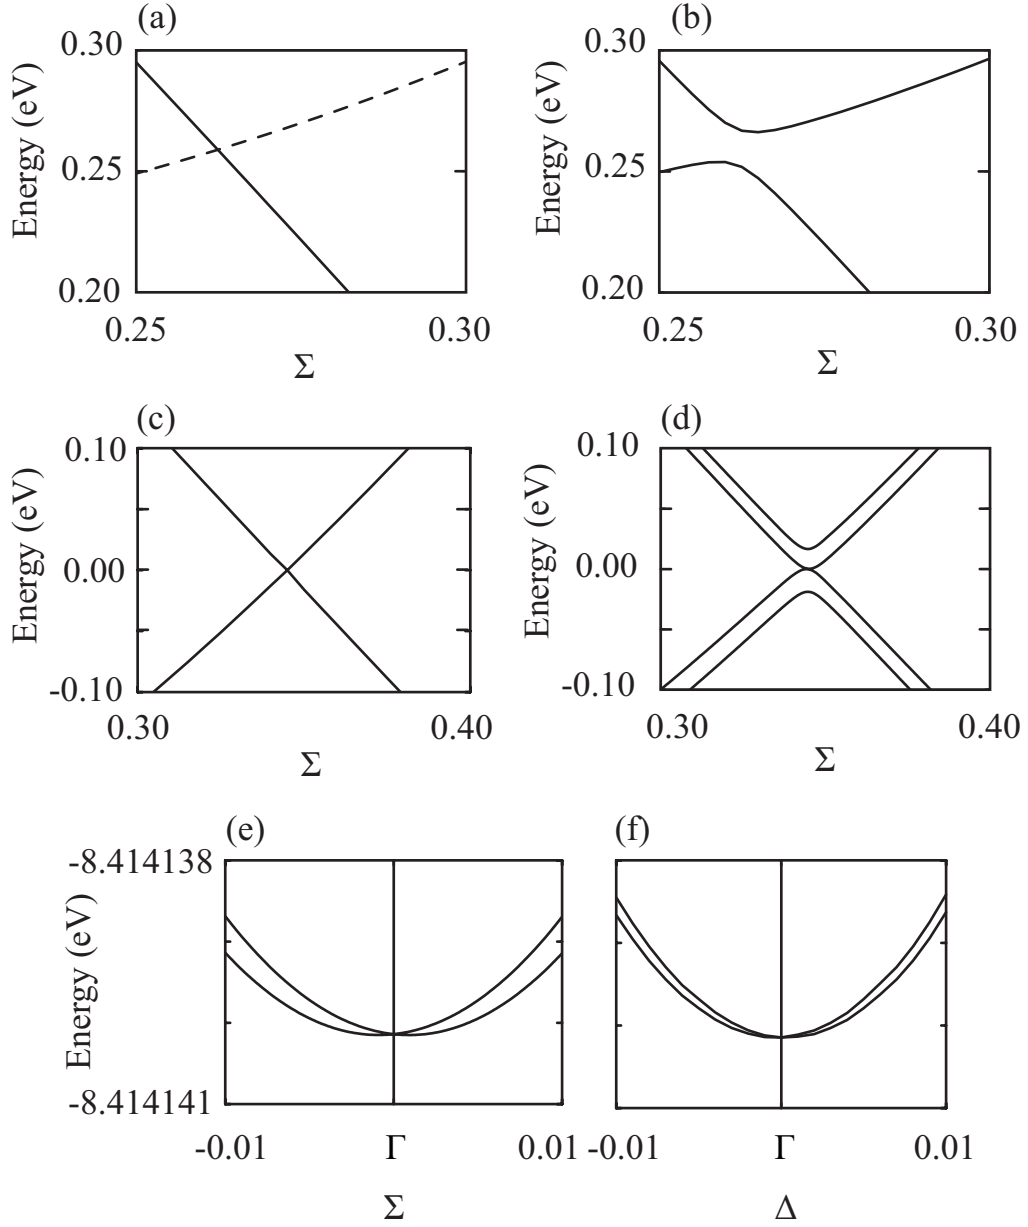 (a)
Energy (eV)
0.30
0.25
0.20
0.25
0.30
Σ
(b)
Energy (eV)
0.30
0.25
0.20
0.25
0.30
Σ
(c)
Energy (eV)
0.10
0.00
-0.10
0.30
0.40
Σ
(d)
Energy (eV)
0.10
0.00
-0.10
0.30
0.40
Σ
(e)
Energy (eV)
-8.414138
-8.414141
-0.01
Γ
0.01
Σ
(f)
-0.01
Γ
0.01
Δ